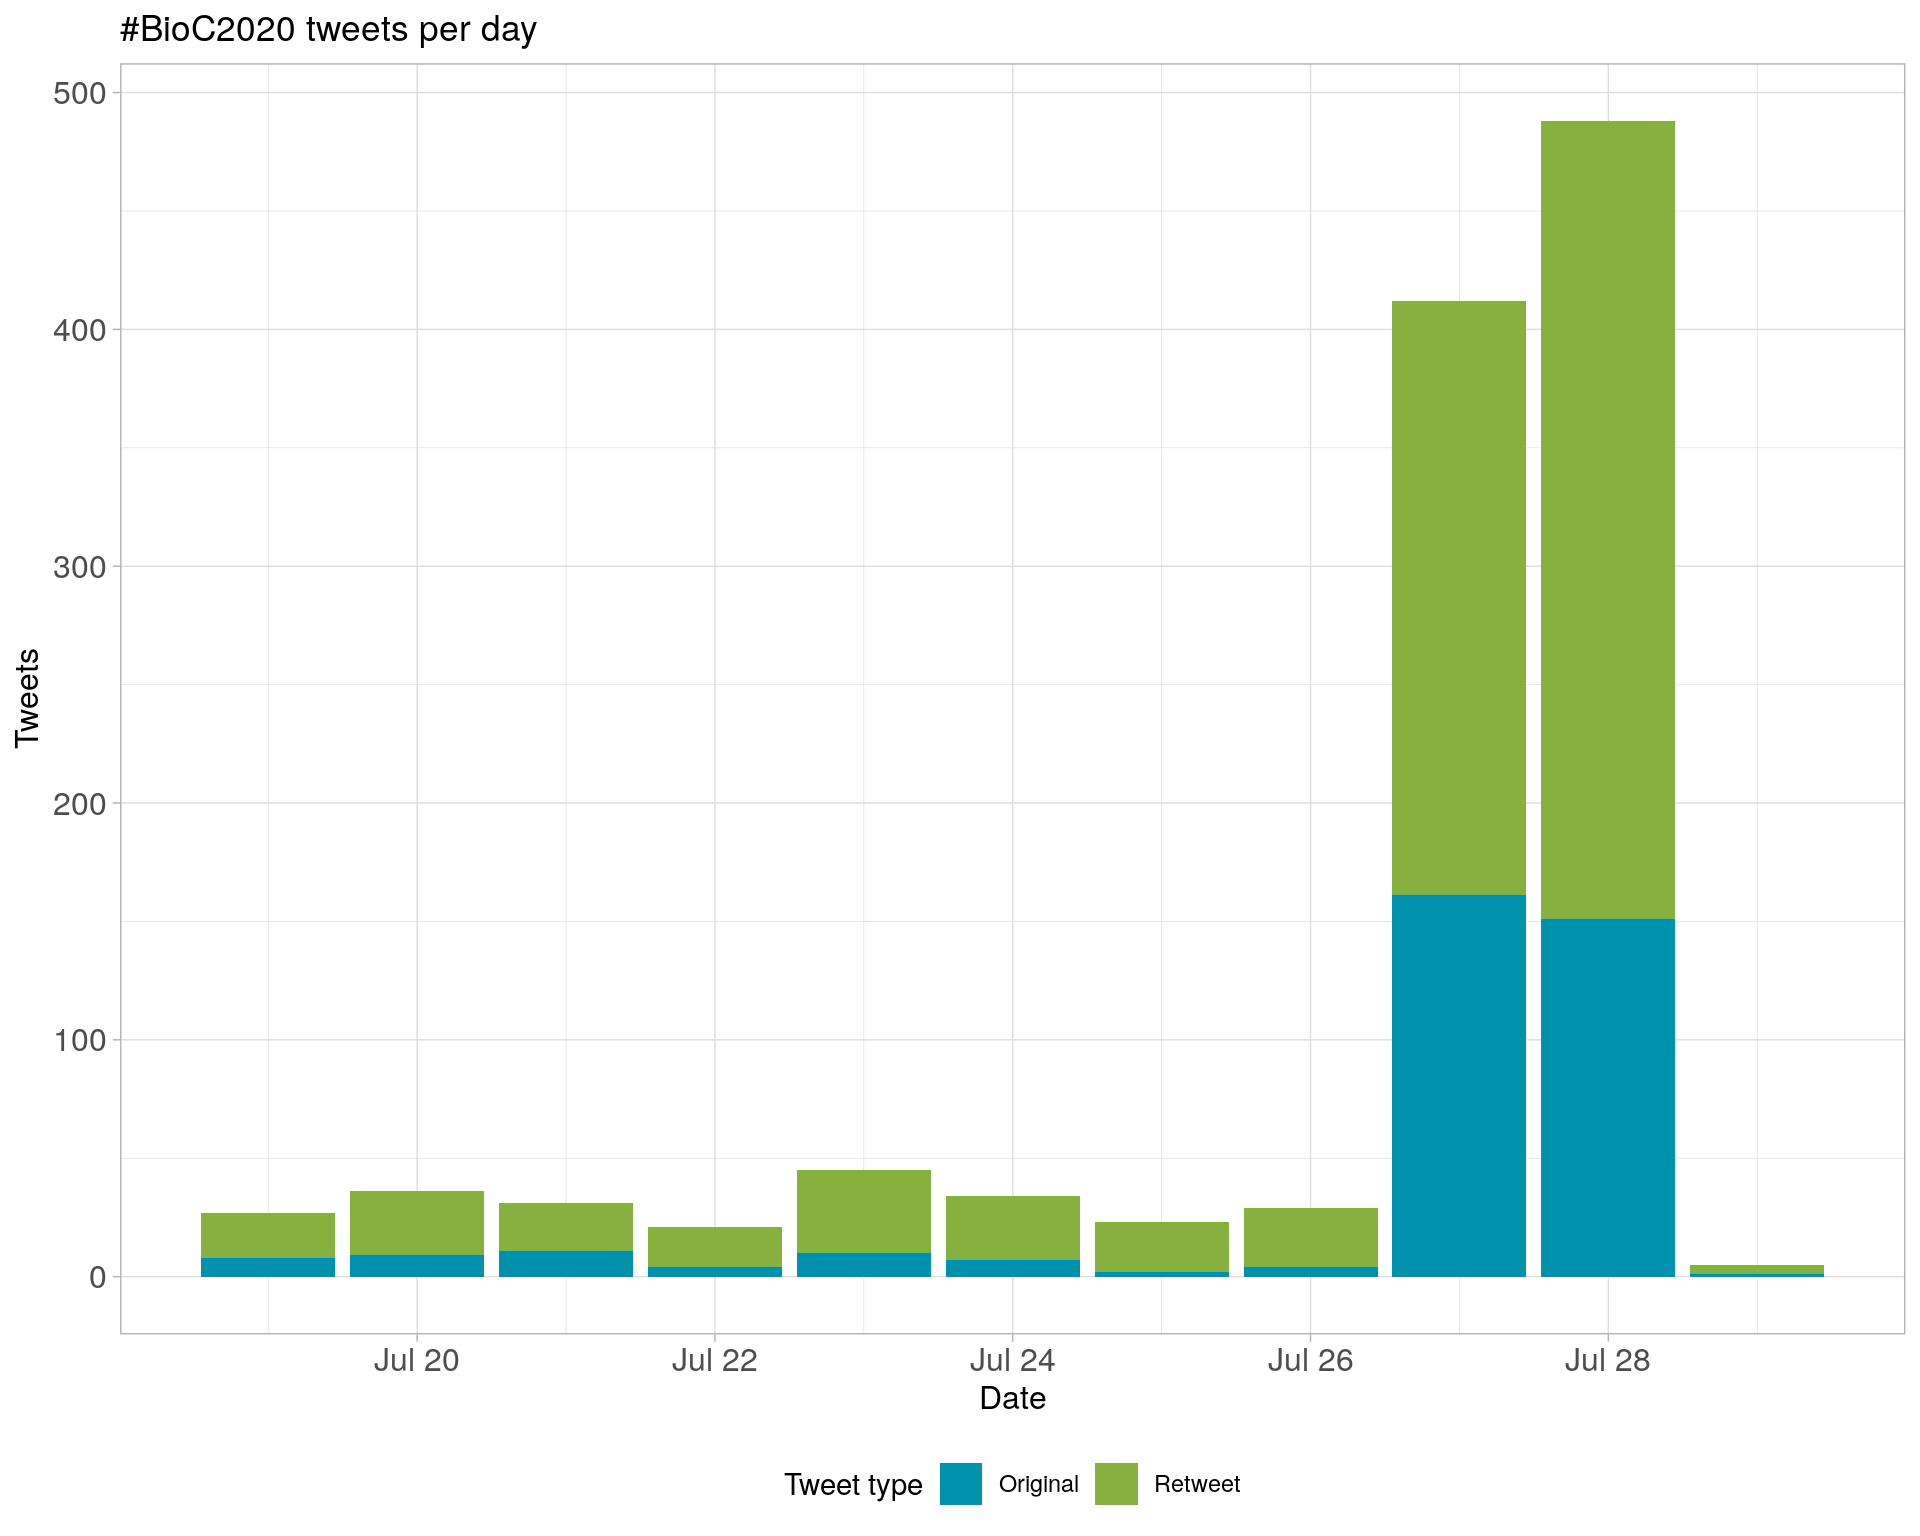 #BioC2020 tweets per day
500
400
300
200
100
0
Tweets
Jul 20 Jul 22 Jul 24 Jul 26 Jul 28
Date
Tweet type Original Retweet